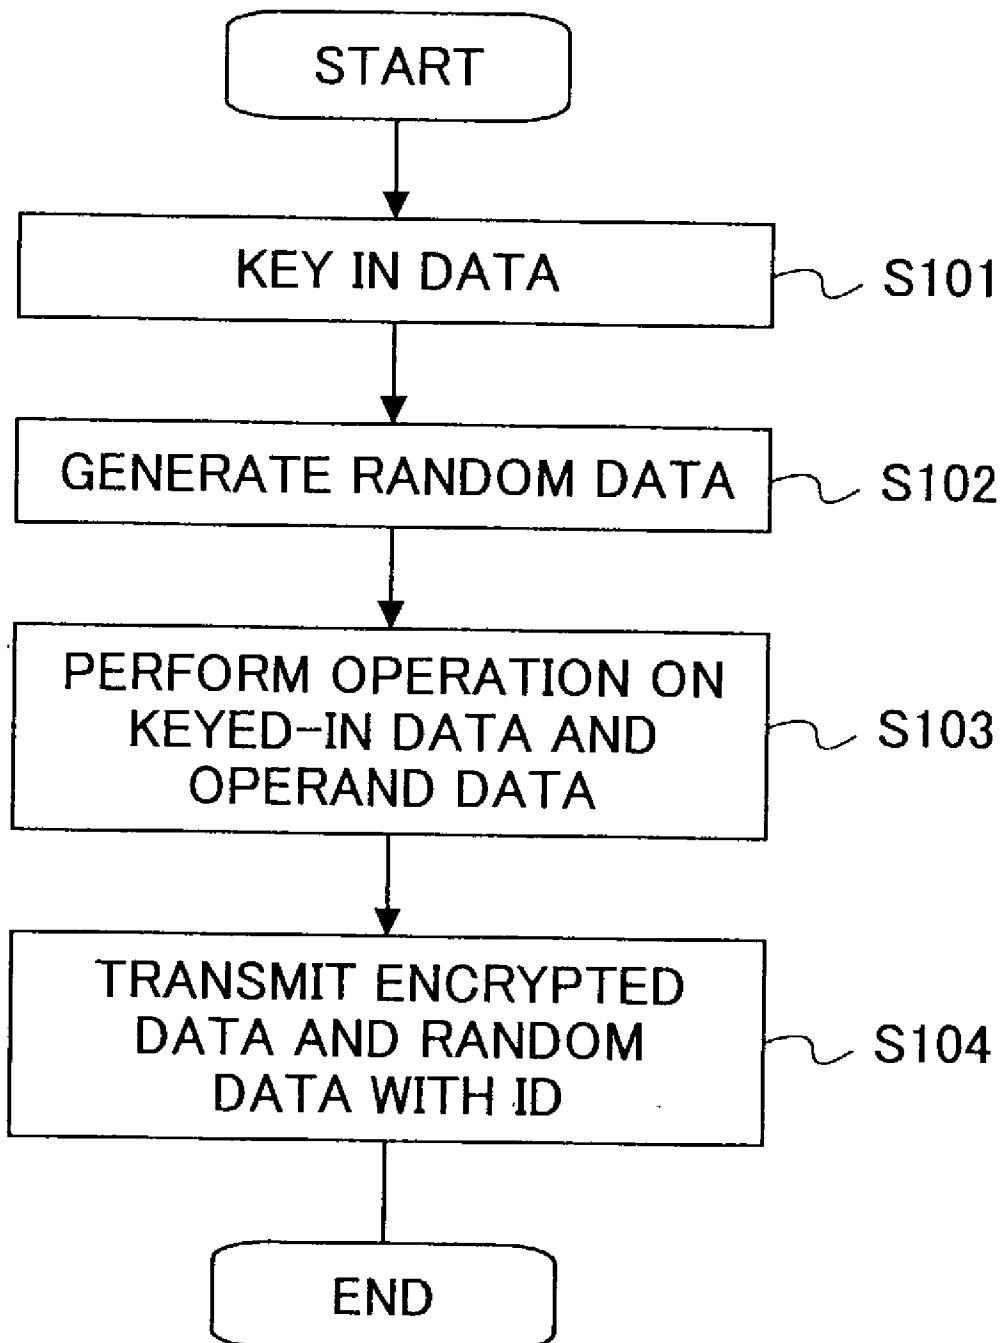 START
KEY IN DATA
S101
GENERATE RANDOM DATA
S102
PERFORM OPERATION ON
KEYED-IN DATA AND
OPERAND DATA
S103
TRANSMIT ENCRYPTED
DATA AND RANDOM
DATA WITH ID
S104
END